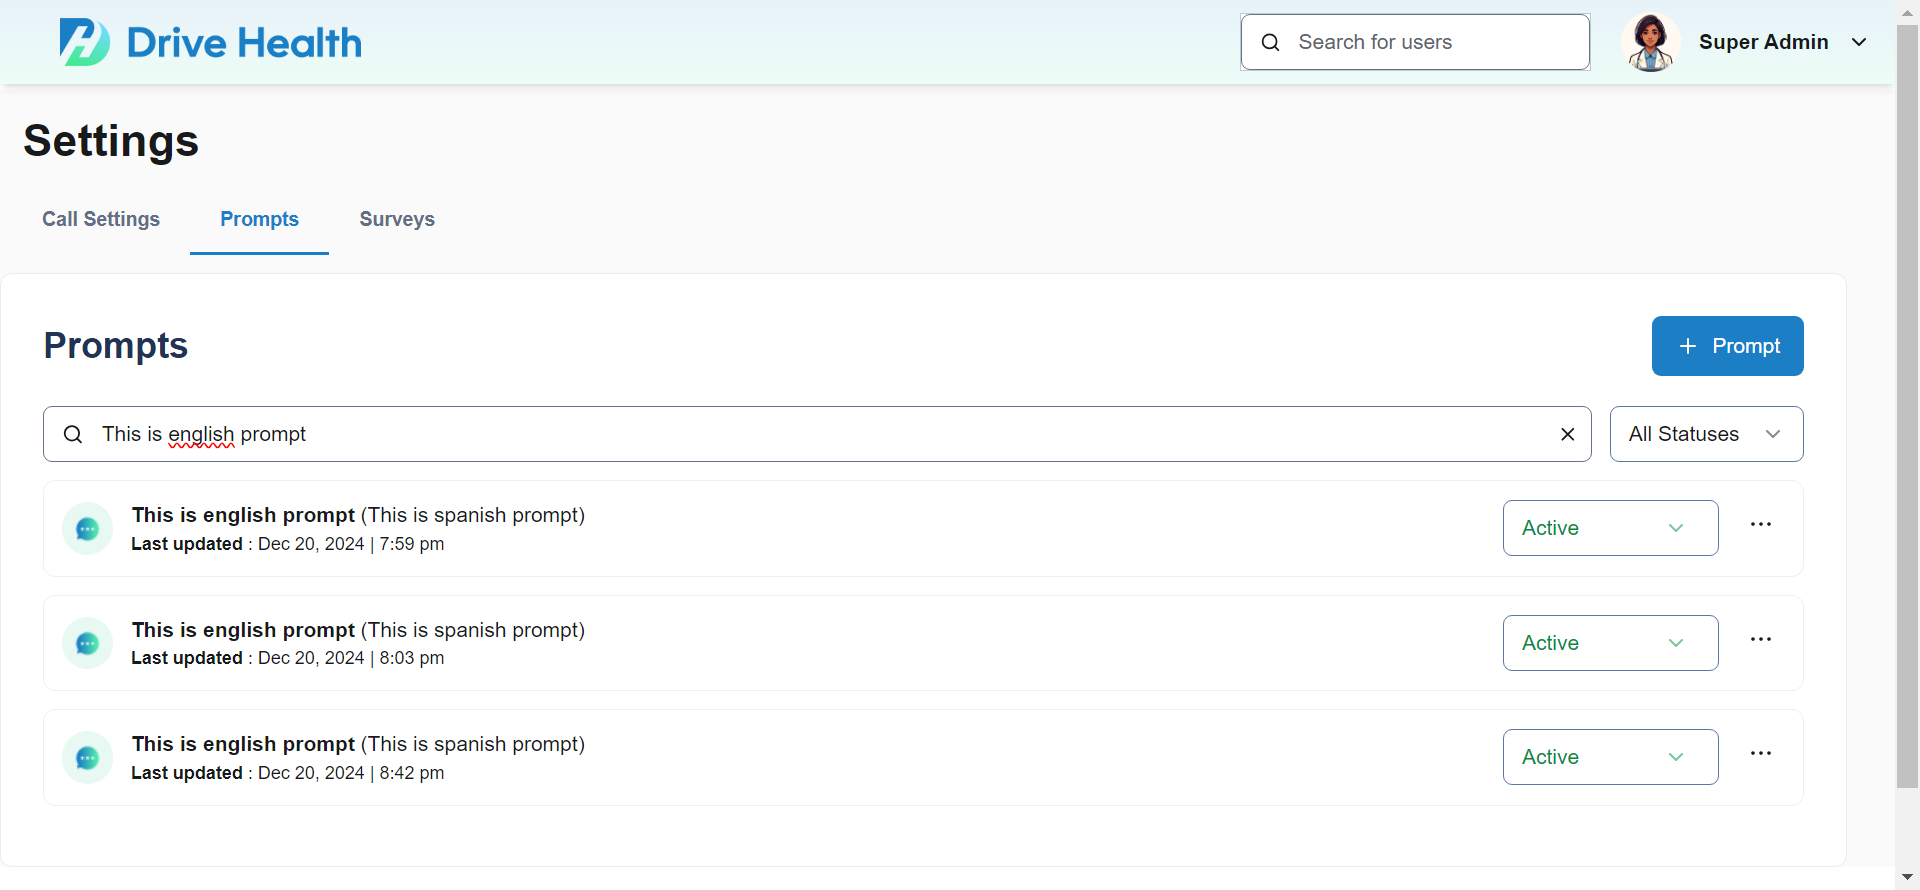 Drive Health
Search for users
Super Admin
Settings
Call Settings
Prompts
Surveys
Prompts
+ Prompt
This is english prompt
All Statuses
This is english prompt (This is spanish prompt)
Last updated : Dec 20, 2024 | 7:59 pm
Active
This is english prompt (This is spanish prompt)
Last updated : Dec 20, 2024 | 8:03 pm
Active
This is english prompt (This is spanish prompt)
Last updated : Dec 20, 2024 | 8:42 pm
Active